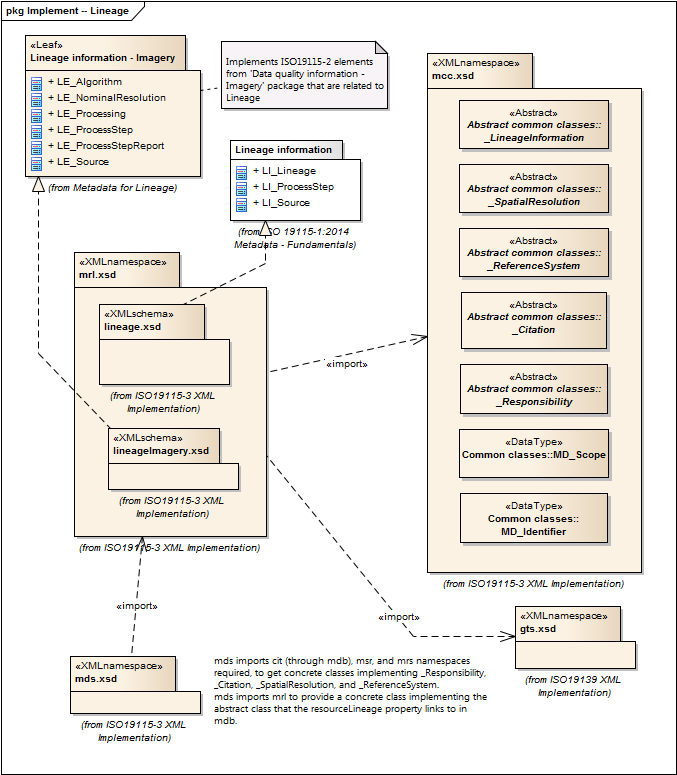 pkg Implement -- Lineage
«Leaf»
Lineage information - Imagery
+ LE_Algorithm
+ LE_NominalResolution
+ LE_Processing
+ LE_ProcessStep
+ LE_ProcessStepReport
+ LE_Source
(from Metadata for Lineage)
Implements ISO19115-2 elements
from 'Data quality information -
Imagery' package that are related to
Lineage
Lineage information
+ LI_Lineage
+ LI_ProcessStep
+ LI_Source
(from ISO 19115-1:2014
Metadata - Fundamentals)
«XMLnamespace»
mcc.xsd
«Abstract»
Abstract common classes::
_LineageInformation
«Abstract»
Abstract common classes::
_SpatialResolution
«Abstract»
Abstract common classes::
_ReferenceSystem
«Abstract»
Abstract common classes::
_Citation
«Abstract»
Abstract common classes::
_Responsibility
«DataType»
Common classes::MD_Scope
«DataType»
Common classes::
MD_Identifier
(from ISO19115-3 XML Implementation)
«XMLnamespace»
mrl.xsd
«XMLschema»
lineage.xsd
(from ISO19115-3 XML
Implementation)
«XMLschema»
lineageImagery.xsd
(from ISO19115-3 XML
Implementation)
(from ISO19115-3 XML Implementation)
«import»
«import»
«import»
«XMLnamespace»
gts.xsd
(from ISO19139 XML
Implementation)
«XMLnamespace»
mds.xsd
(from ISO19115-3 XML
Implementation)
mds imports cit (through mdb), msr, and mrs namespaces
required, to get concrete classes implementing _Responsibility,
_Citation, _SpatialResolution, and _ReferenceSystem.
mds imports mrl to provide a concrete class implementing the
abstract class that the resourceLineage property links to in
mdb.